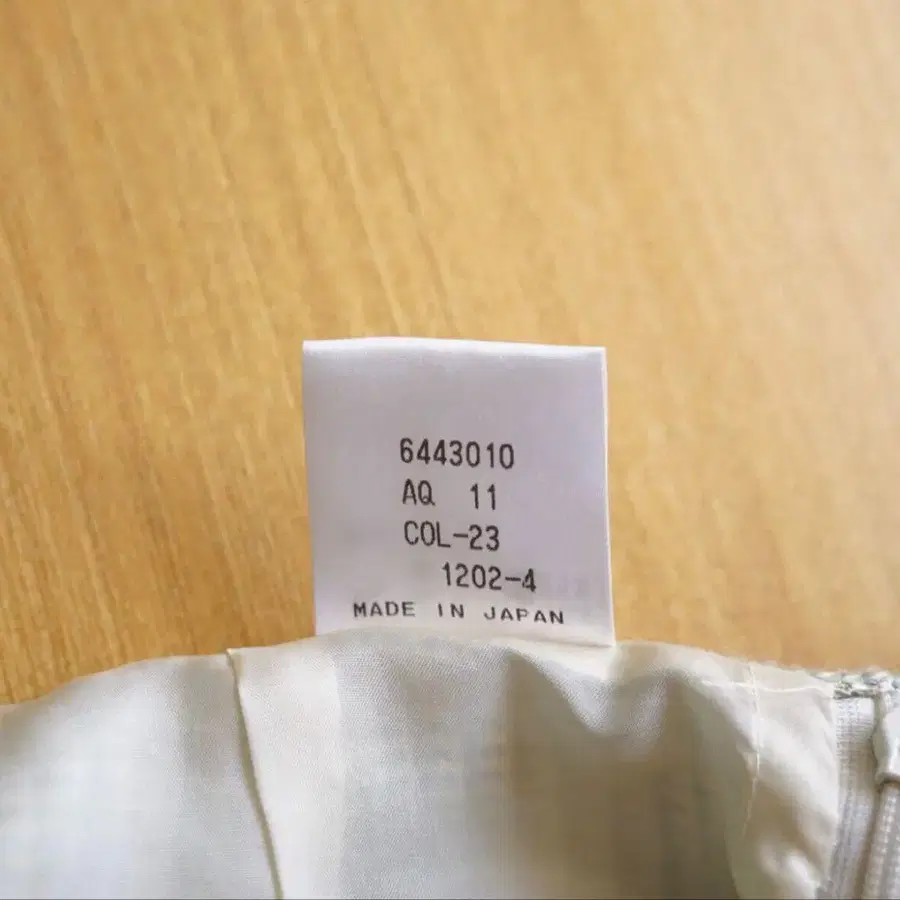 6443010
AQ 11
COL-23
1202-4
MADE IN JAPAN